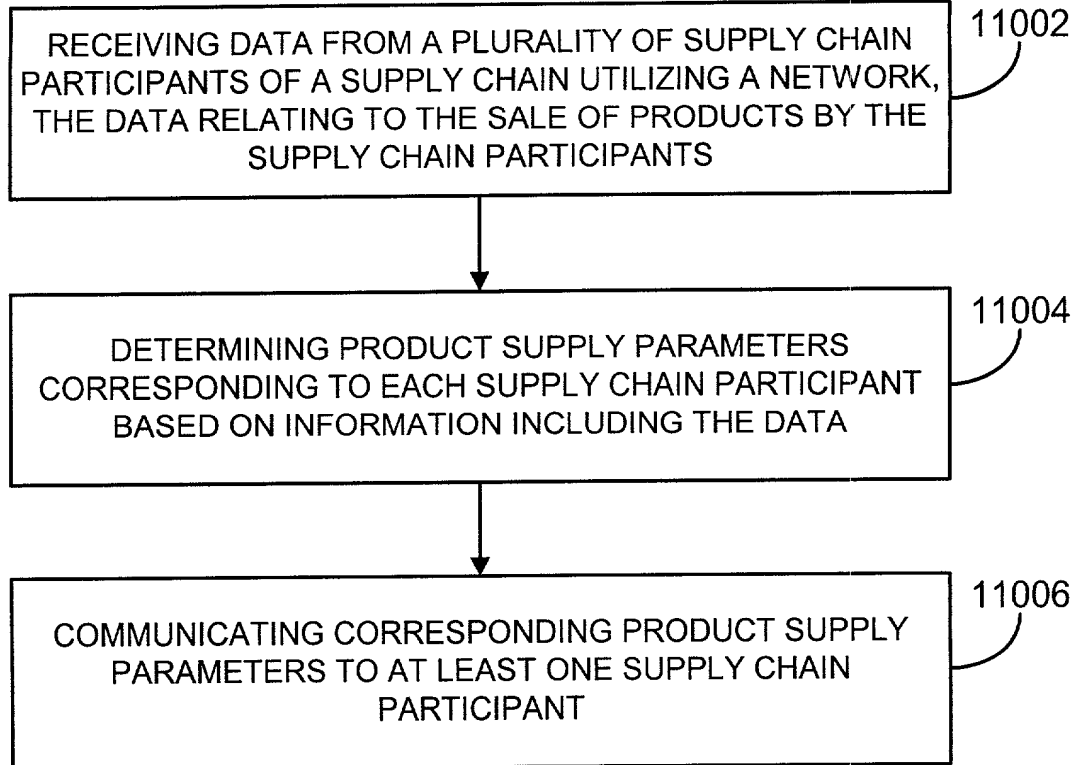 RECEIVING DATA FROM A PLURALITY OF SUPPLY CHAIN
PARTICIPANTS OF A SUPPLY CHAIN UTILIZING A NETWORK,
THE DATA RELATING TO THE SALE OF PRODUCTS BY THE
SUPPLY CHAIN PARTICIPANTS
11002
DETERMINING PRODUCT SUPPLY PARAMETERS
CORRESPONDING TO EACH SUPPLY CHAIN PARTICIPANT
BASED ON INFORMATION INCLUDING THE DATA
11004
COMMUNICATING CORRESPONDING PRODUCT SUPPLY
PARAMETERS TO AT LEAST ONE SUPPLY CHAIN
PARTICIPANT
11006